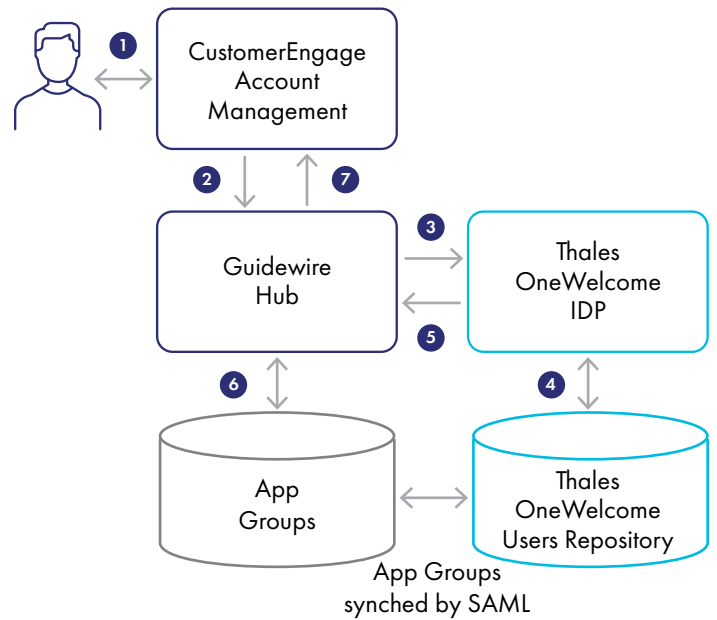 1
CustomerEngage
Account
Management
2
7
3
Guidewire
Hub
Thales
OneWelcome
IDP
5
6
4
App
Groups
Thales
OneWelcome
Users Repository
App Groups
synched by SAML